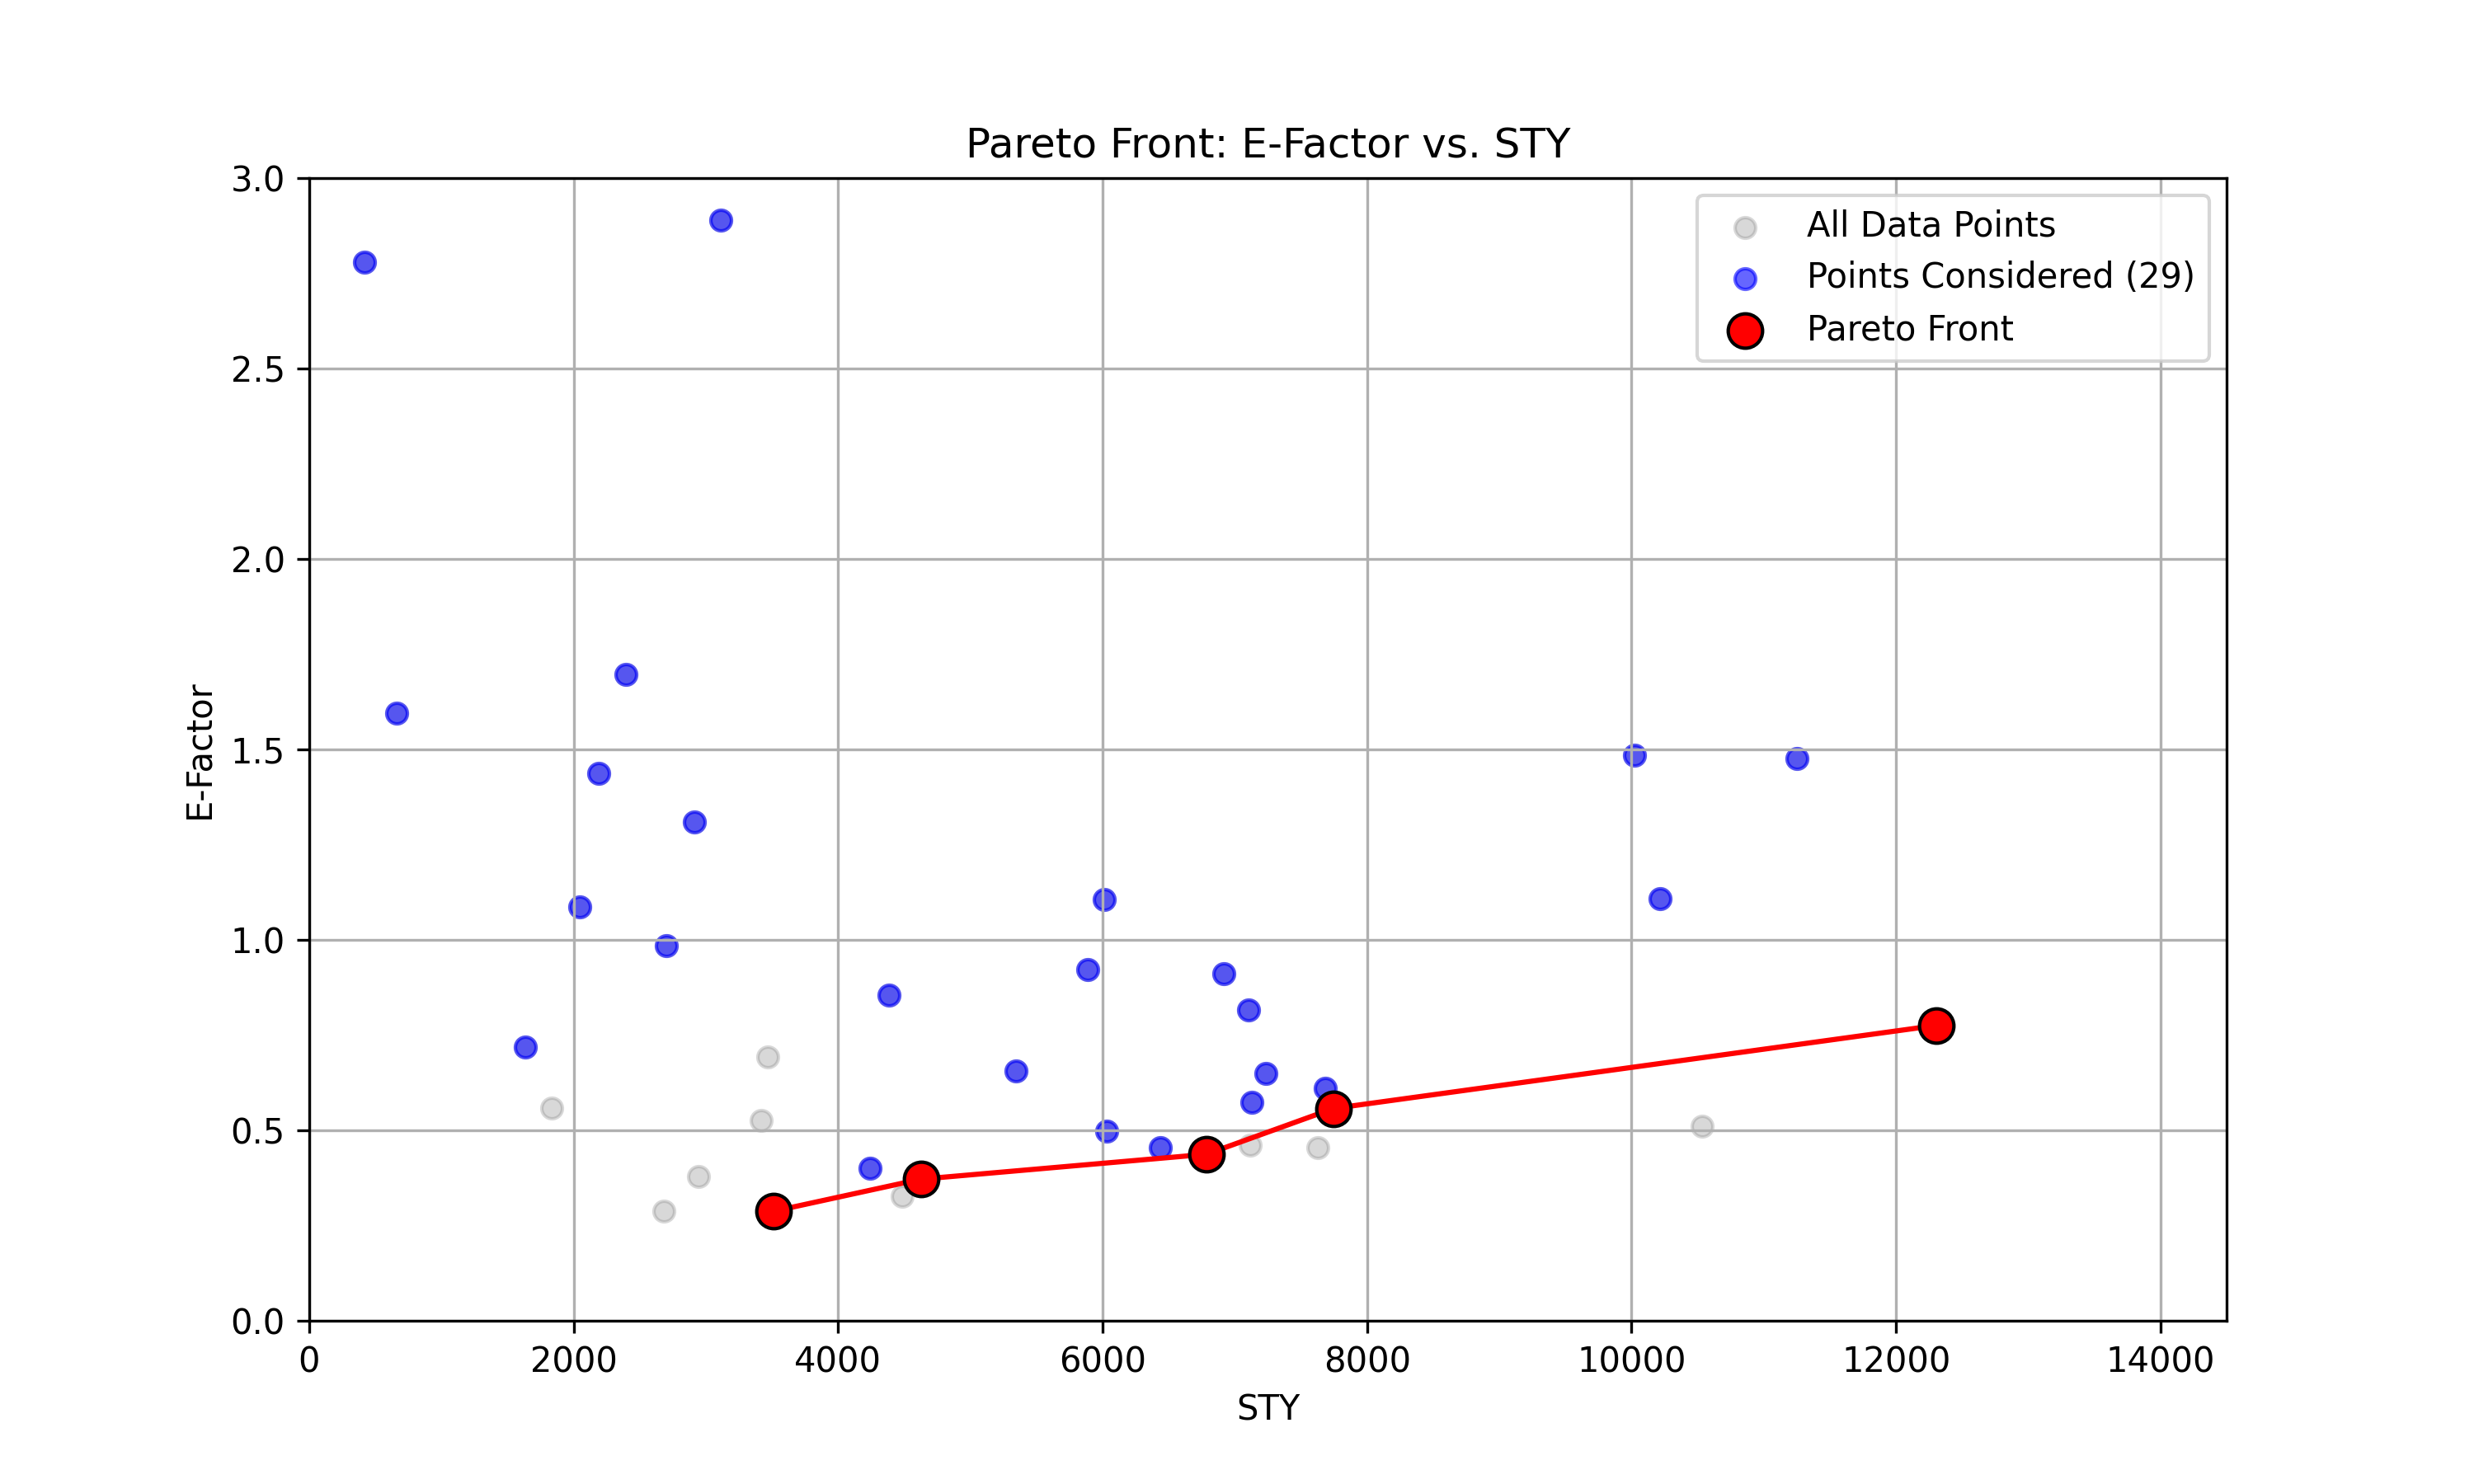 Pareto Front: E-Factor vs. STY
3.0
2.5
2.0
1.5
1.0
0.5
0.0
E-Factor
All Data Points
Points Considered (29)
Pareto Front
0 2000 4000 6000 8000 10000 12000 14000
STY